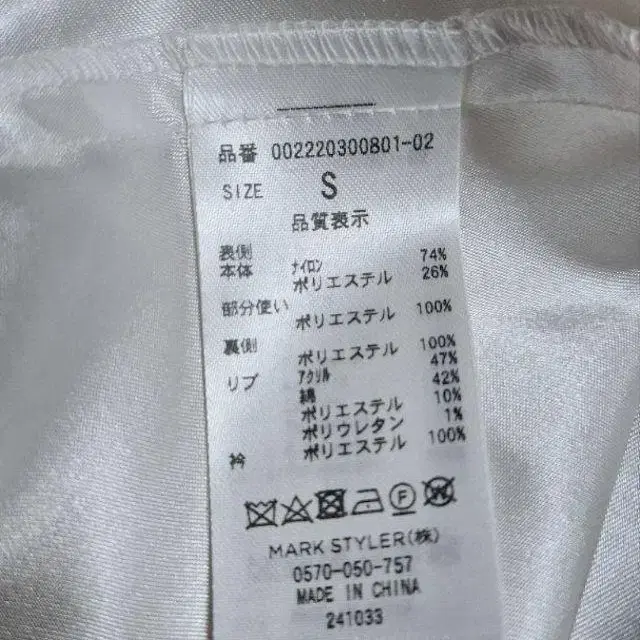 品番 002220300801-02
SIZE S
品質表示
表側
本体 ナイロン 74%
ポリエステル 26%
部分使い
ポリエステル 100%
裏側
ポリエステル 100%
リブ アクリル 47%
綿 42%
ポリエステル 10%
ポリウレタン 1%
衿 ポリエステル 100%
MARK STYLER(株)
0570-050-757
MADE IN CHINA
241033